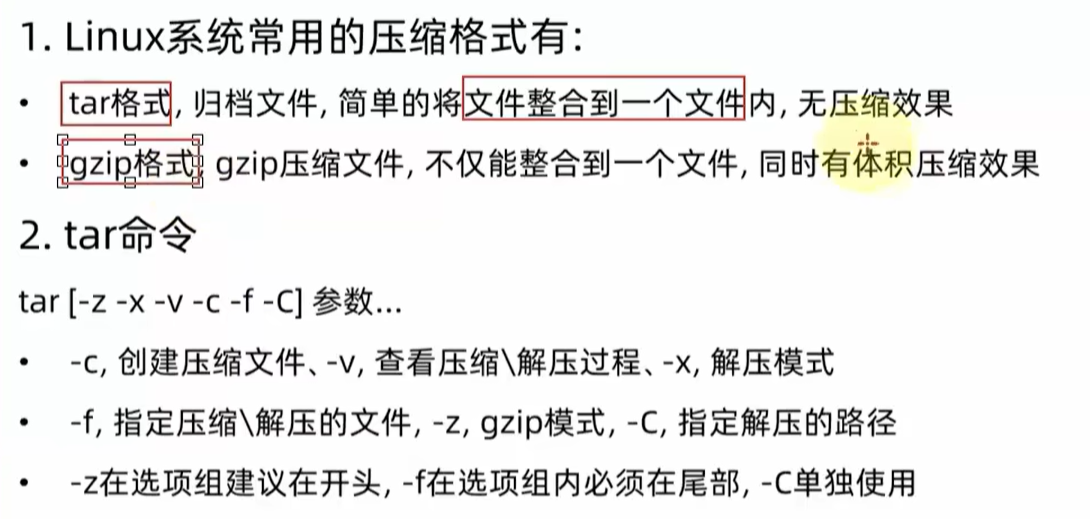 1. Linux系统常用的压缩格式有:
• tar格式, 归档文件, 简单的将文件整合到一个文件内, 无压缩效果
• gzip格式, gzip压缩文件, 不仅能整合到一个文件, 同时有体积压缩效果
2. tar命令
tar [-z -x -v -c -f -C] 参数...
• -c, 创建压缩文件、-v, 查看压缩\解压过程、-x, 解压模式
• -f, 指定压缩\解压的文件, -z, gzip模式, -C, 指定解压的路径
• -z在选项组建议在开头, -f在选项组内必须在尾部, -C单独使用